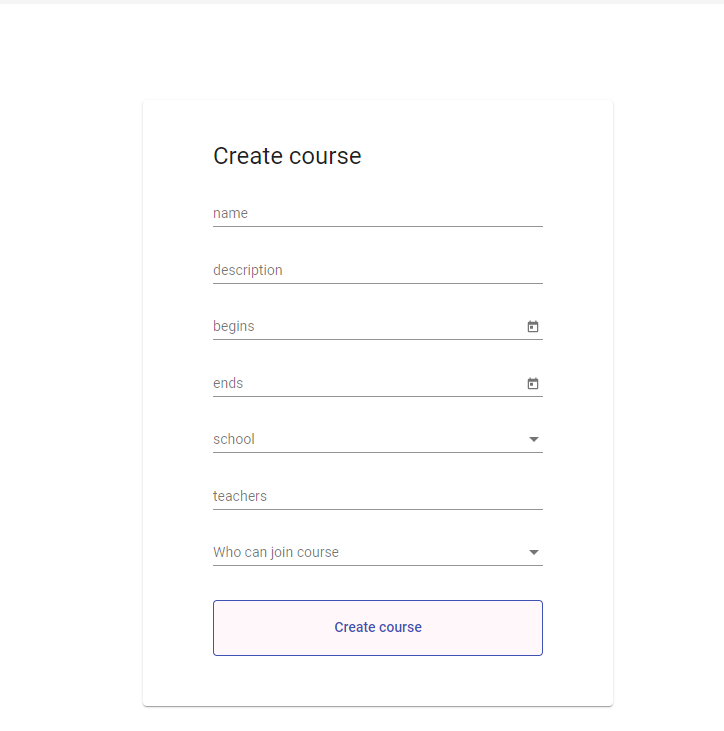 Create course
name
description
begins
ends
school
teachers
Who can join course
Create course